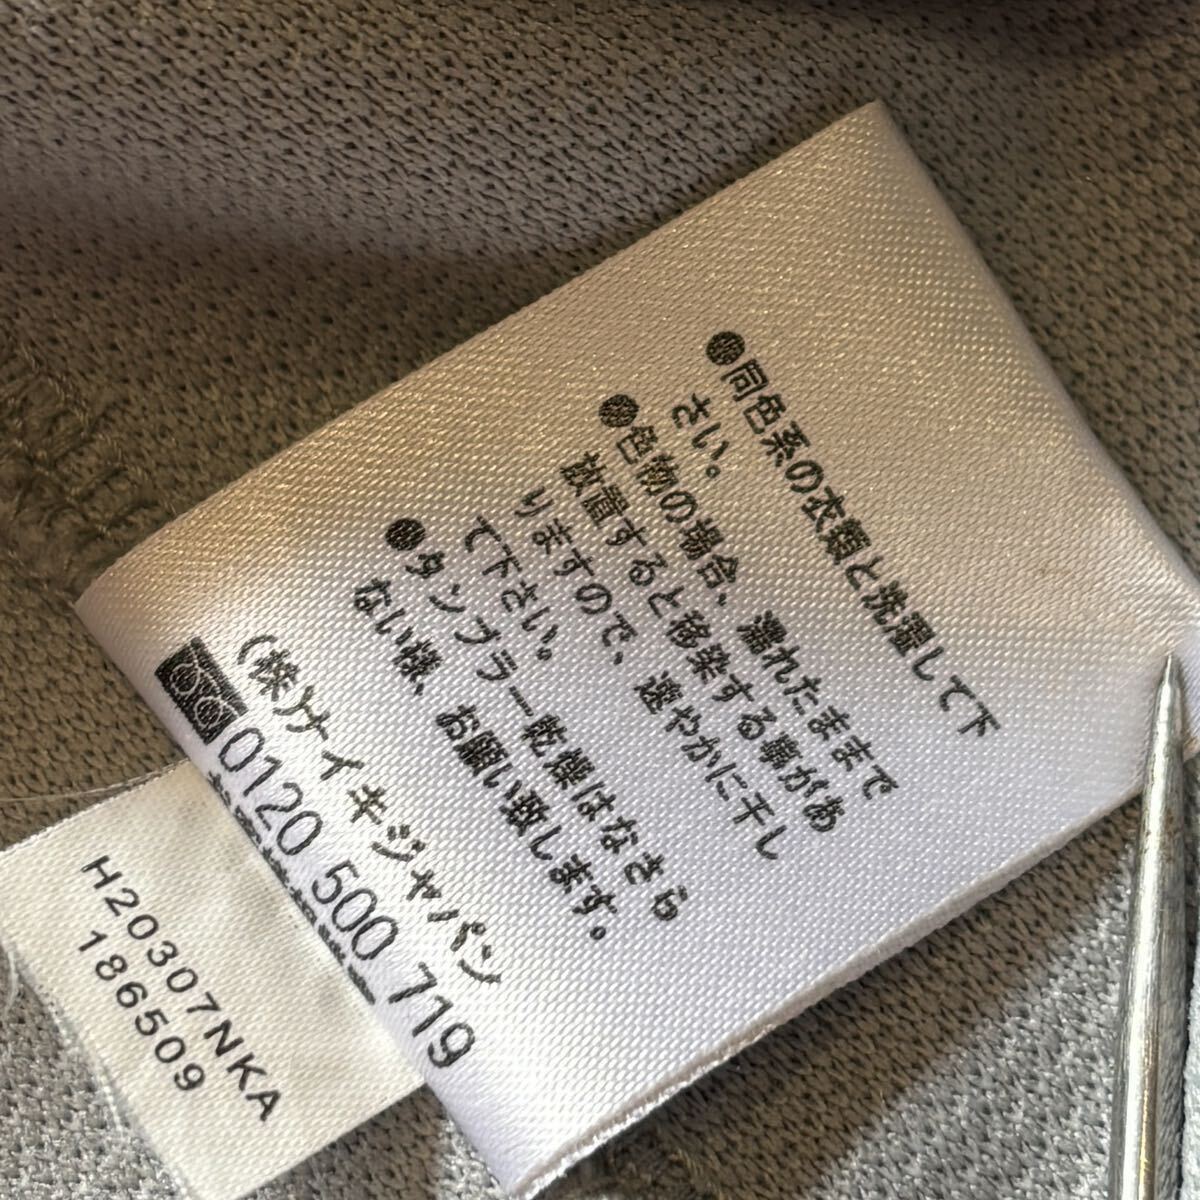 ●同色系の衣類と洗濯して下
さい。
●色物の場合、濡れたままで
放置すると移染する事があ
りますので、速やかに干し
て下さい。
●タンブラー乾燥はなさら
ない様、お願い致します。
(株)ナイキジャパン
0120 500 719
H20307NKA
186509